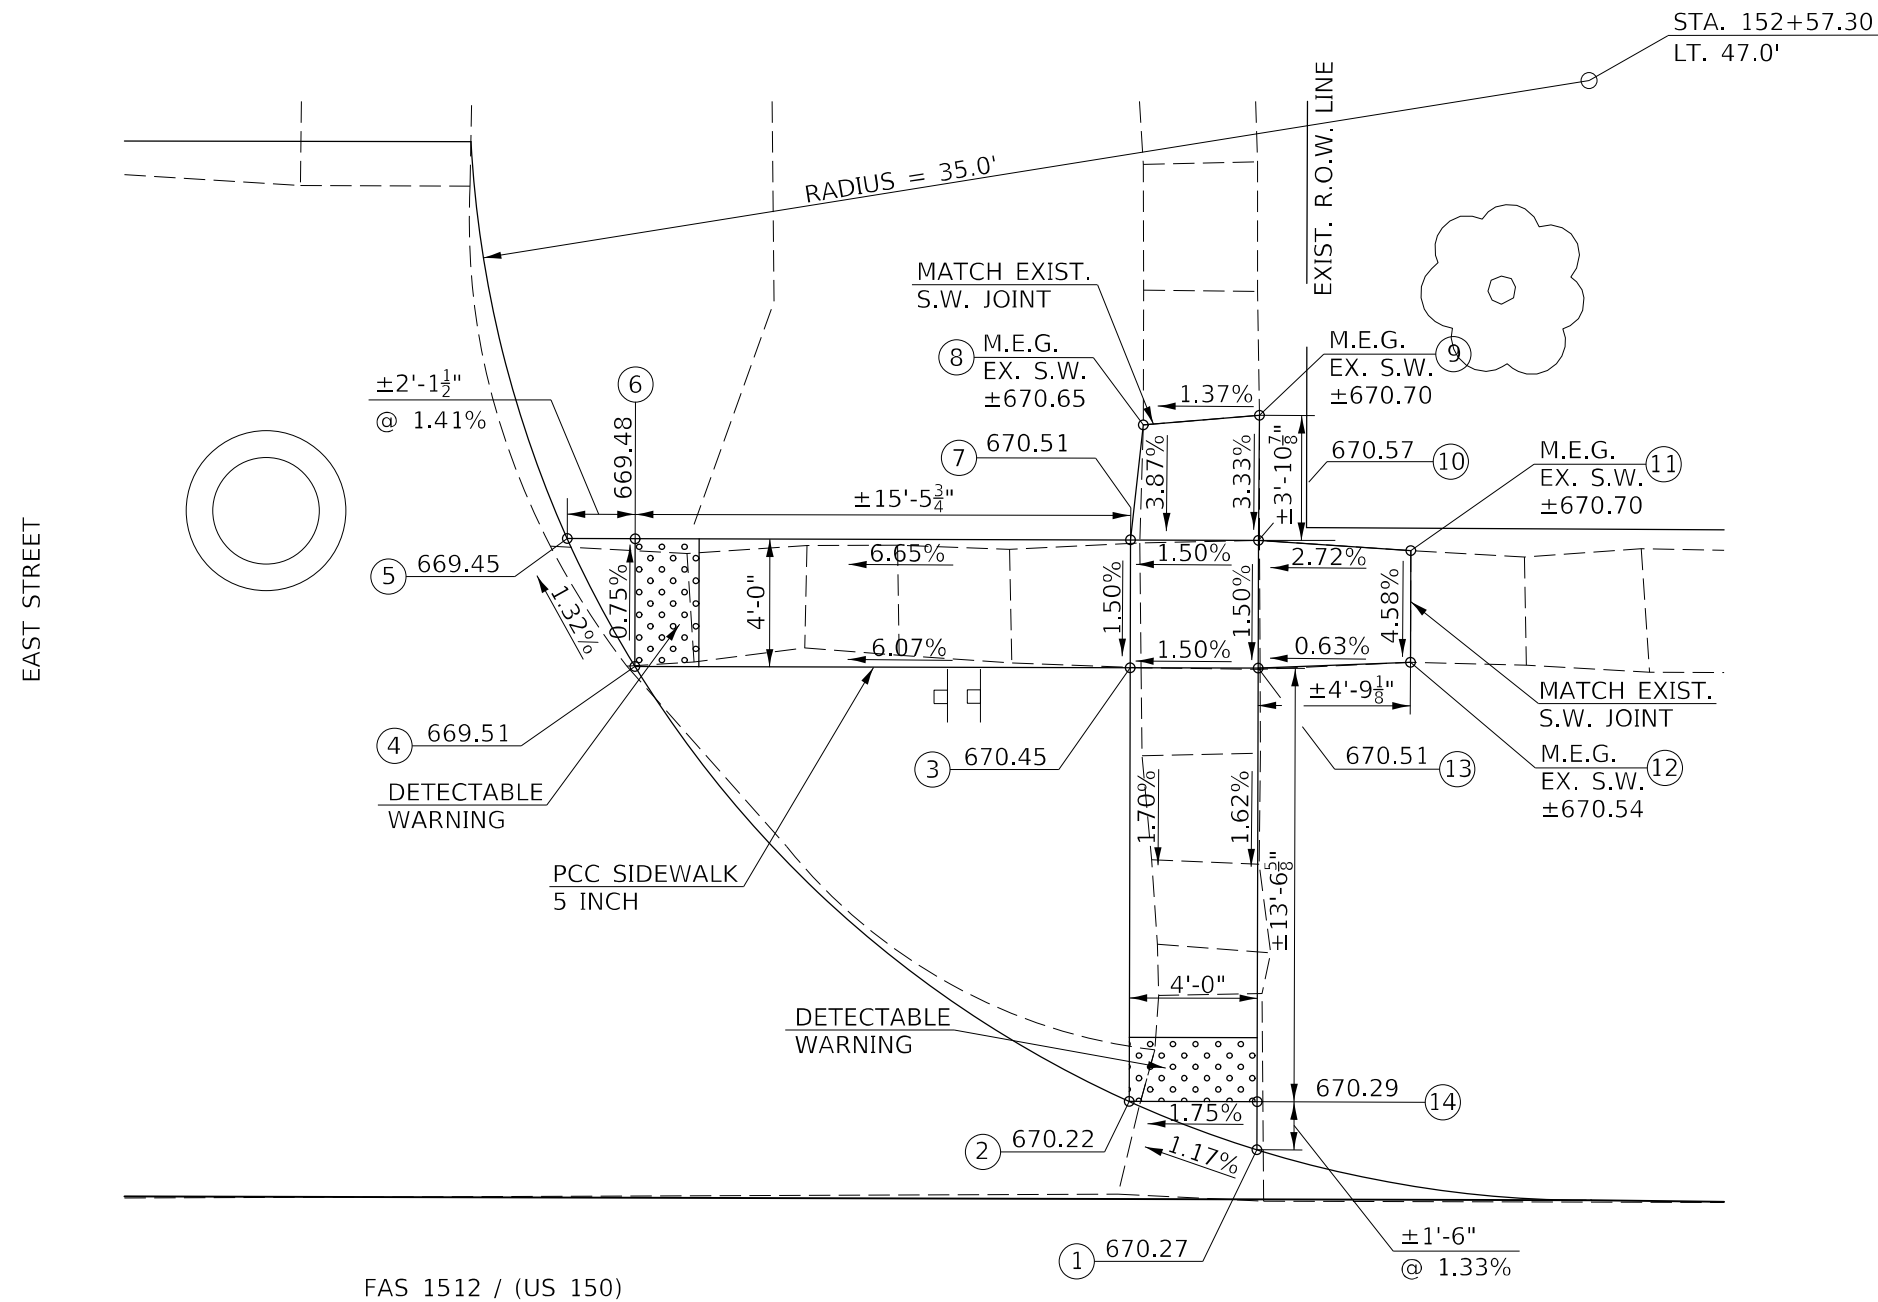 STA. 152+57.30
LT. 47.0'
EXIST. R.O.W. LINE
RADIUS = 35.0'
MATCH EXIST.
S.W. JOINT
8
M.E.G.
EX. S.W.
±670.65
M.E.G.
9
EX. S.W.
±670.70
1.37%
±2'-1½"
@ 1.41%
6
669.48
7
670.51
3.87%
3.33%
±3'-10⅞"
670.57
10
M.E.G.
11
EX. S.W.
±670.70
±15'-5¾"
EAST STREET
5
669.45
1.32%
0.75%
6.65%
4'-0"
6.07%
1.50%
1.50%
1.50%
1.50%
2.72%
0.63%
4.58%
±4'-9⅛"
MATCH EXIST.
S.W. JOINT
4
669.51
3
670.45
670.51
13
M.E.G.
12
EX. S.W.
±670.54
DETECTABLE
WARNING
1.70%
1.62%
±13'-6⅝"
PCC SIDEWALK
5 INCH
4'-0"
DETECTABLE
WARNING
670.29
14
1.75%
2
670.22
1.17%
1
670.27
±1'-6"
@ 1.33%
FAS 1512 / (US 150)